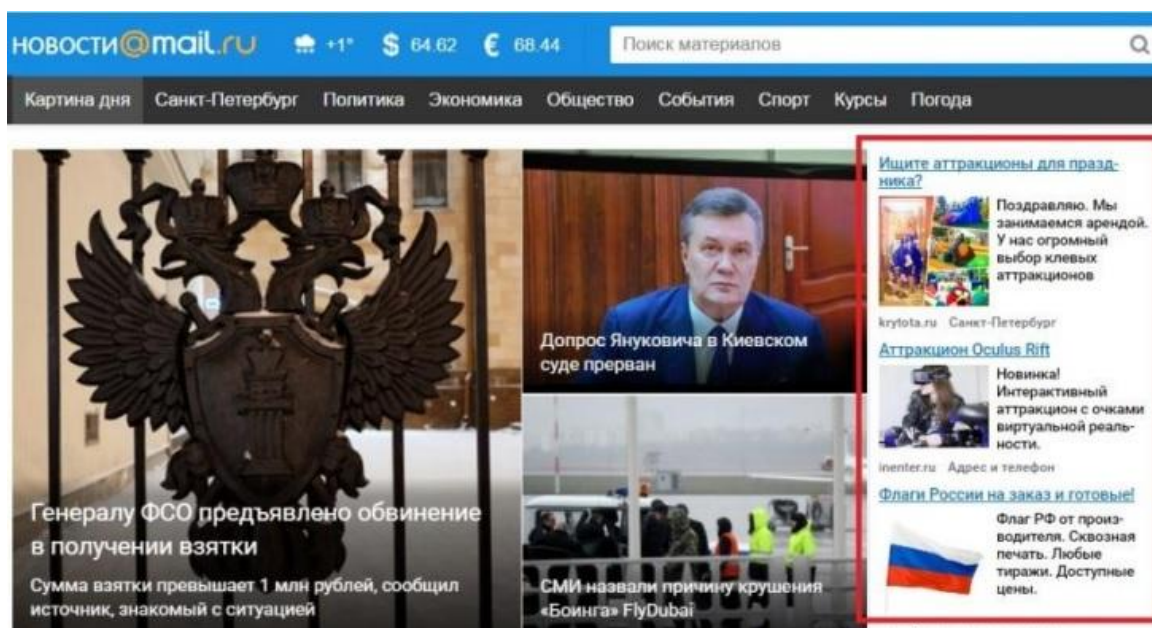 новости@mail.ru +1° $ 64.62 € 68.44 Поиск материалов
Картина дня Санкт-Петербург Политика Экономика Общество События Спорт Курсы Погода
Генералу ФСО предъявлено обвинение
в получении взятки
Сумма взятки превышает 1 млн рублей, сообщил
источник, знакомый с ситуацией
Допрос Януковича в Киевском
суде прерван
СМИ назвали причину крушения
«Боинга» FlyDubai
Ищите аттракционы для празд-
ника?
Поздравляю. Мы
занимаемся арендой.
У нас огромный
выбор клевых
аттракционов
krytota.ru Санкт-Петербург
Аттракцион Oculus Rift
Новинка!
Интерактивный
аттракцион с очками
виртуальной реаль-
ности.
inenter.ru Адрес и телефон
Флаги России на заказ и готовые!
Флаг РФ от произ-
водителя. Сквозная
печать. Любые
тиражи. Доступные
цены.